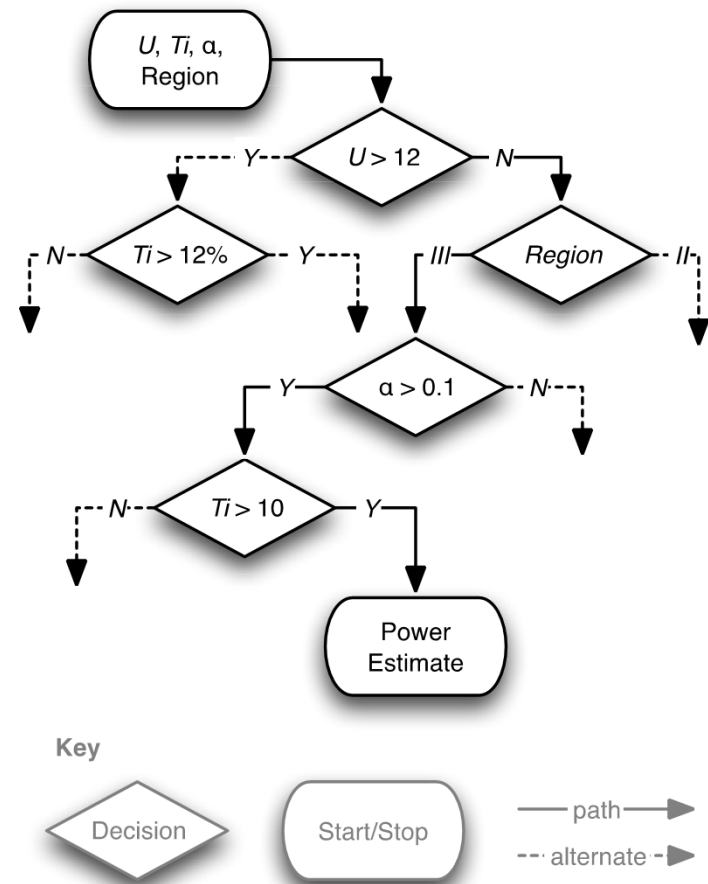 U, Ti, α,
Region
U > 12
Y
N
Ti > 12%
N
Y
Region
III
II
α > 0.1
Y
N
Ti > 10
N
Y
Power
Estimate
Key
Decision
Start/Stop
path
alternate